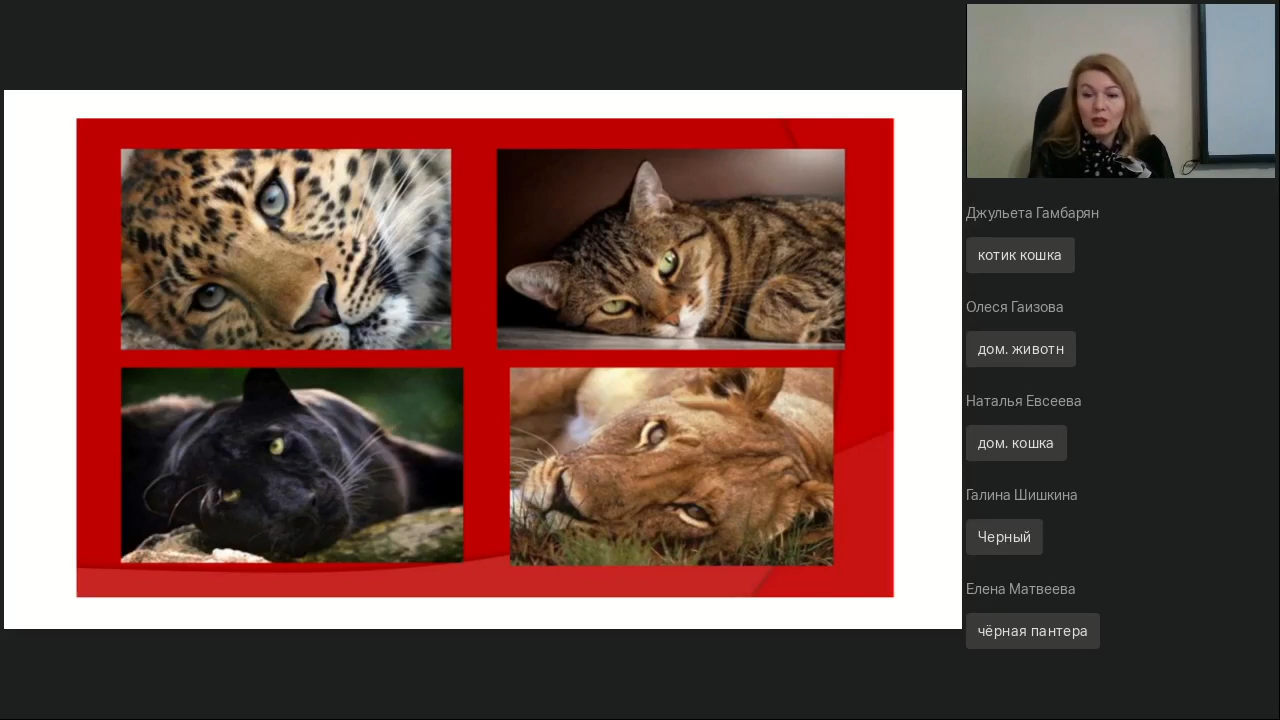 Джульета Гамбарян
котик кошка
Олеся Гаизова
дом. животн
Наталья Евсеева
дом. кошка
Галина Шишкина
Черный
Елена Матвеева
чёрная пантера